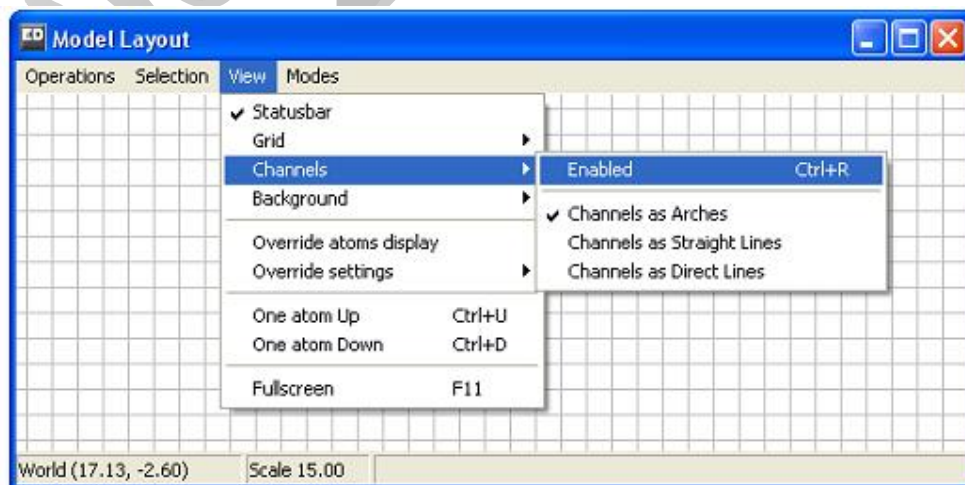 ED Model Layout
Operations Selection View Modes
Statusbar
Grid
Channels
Background
Override atoms display
Override settings
One atom Up Ctrl+U
One atom Down Ctrl+D
Fullscreen F11
Enabled Ctrl+R
Channels as Arches
Channels as Straight Lines
Channels as Direct Lines
World (17.13, -2.60) Scale 15.00